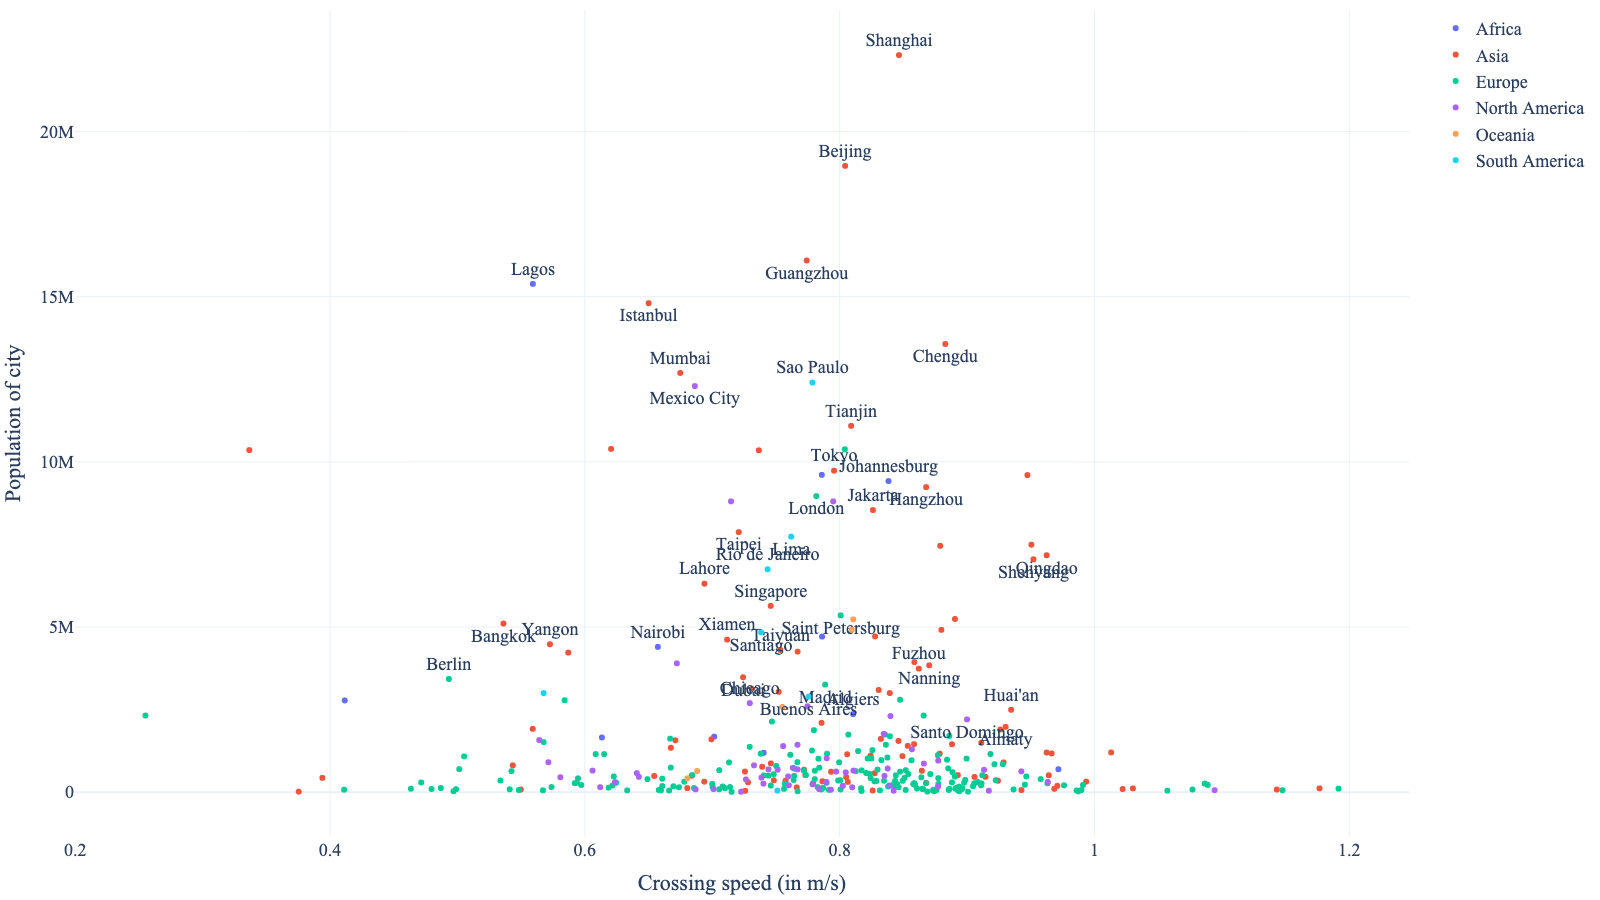 Shanghai
Beijing
Guangzhou
Lagos
Istanbul
Chengdu
Mumbai
Sao Paulo
Mexico City
Tianjin
Tokyo
Johannesburg
Jakarta
Hangzhou
London
Taipei
Lima
Rio de Janeiro
Lahore
Qingdao
Shenyang
Singapore
Xiamen
Saint Petersburg
Yangon
Nairobi
Bangkok
Taiyuan
Santiago
Fuzhou
Berlin
Nanning
Chicago
Dubai
Madrid
Algiers
Huai'an
Buenos Aires
Santo Domingo
Almaty
20M
15M
10M
5M
0
0.2
0.4
0.6
0.8
1
1.2
Crossing speed (in m/s)
Population of city
Africa
Asia
Europe
North America
Oceania
South America